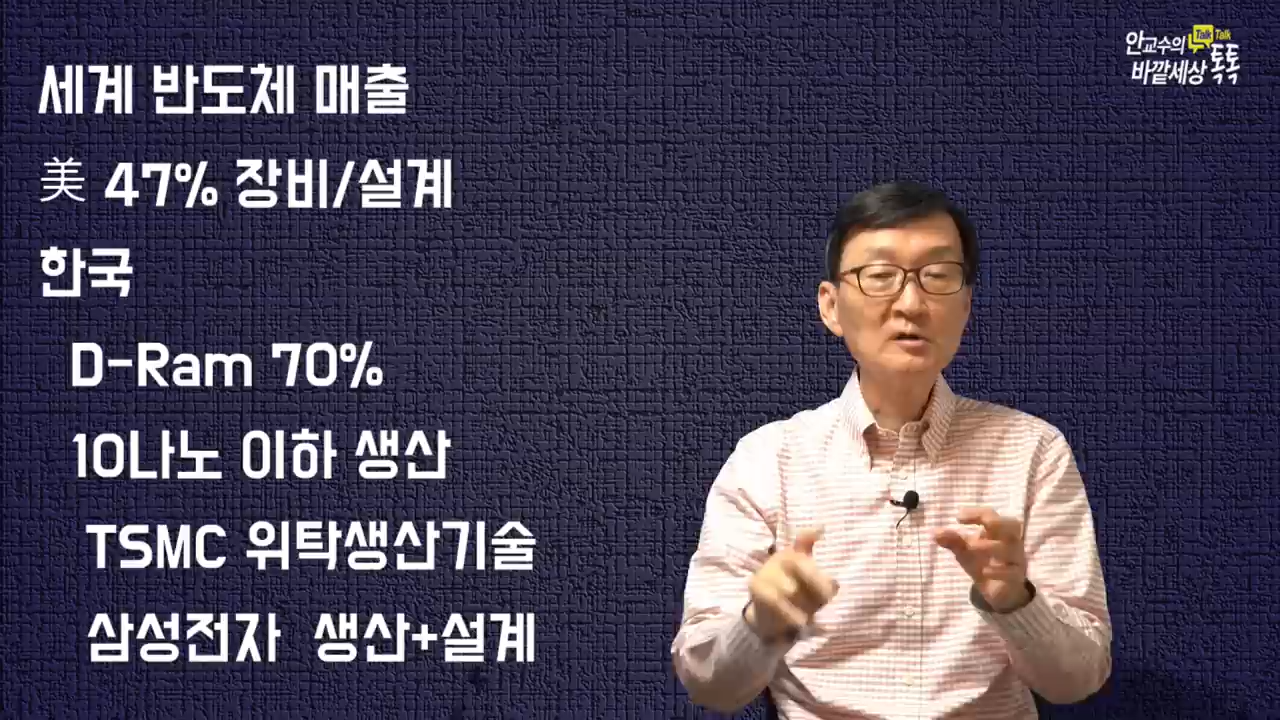 세계 반도체 매출
美 47% 장비/설계
한국
D-Ram 70%
10나노 이하 생산
TSMC 위탁생산기술
삼성전자 생산+설계
안교수의 Talk Talk
바깥세상 톡톡